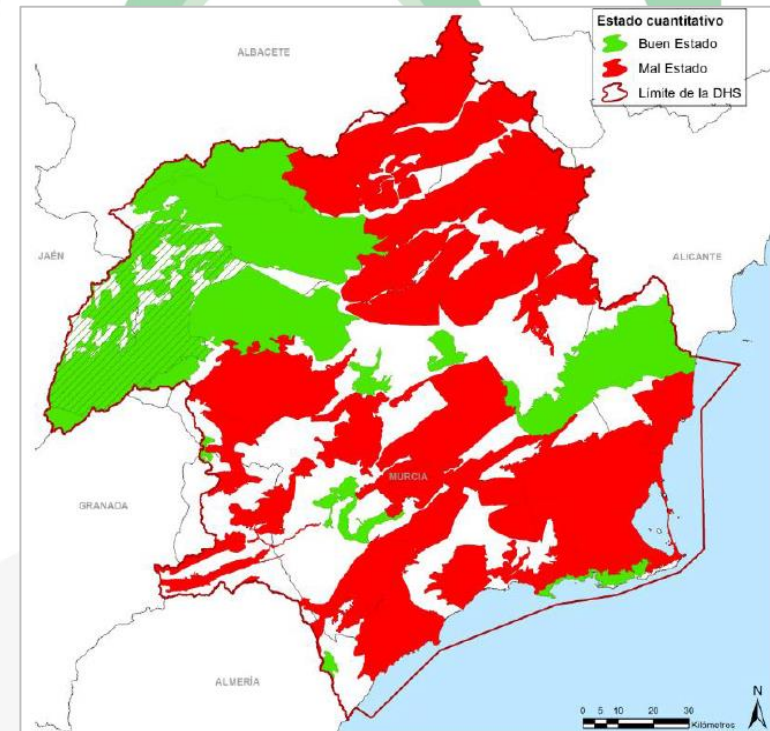 Estado cuantitativo
Buen Estado
Mal Estado
Límite de la DHS
ALBACETE
JAÉN
ALICANTE
GRANADA
MURCIA
ALMERÍA
N
0 5 10 20 30
Kilómetros